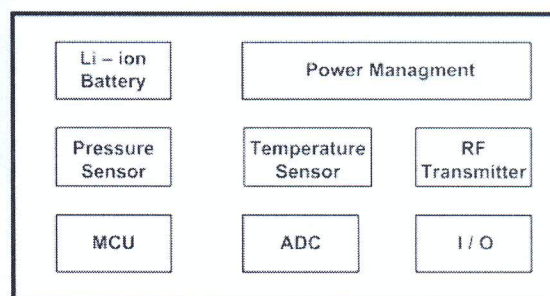 Li – ion
Battery
Power Managment
Pressure
Sensor
Temperature
Sensor
RF
Transmitter
MCU
ADC
I / O